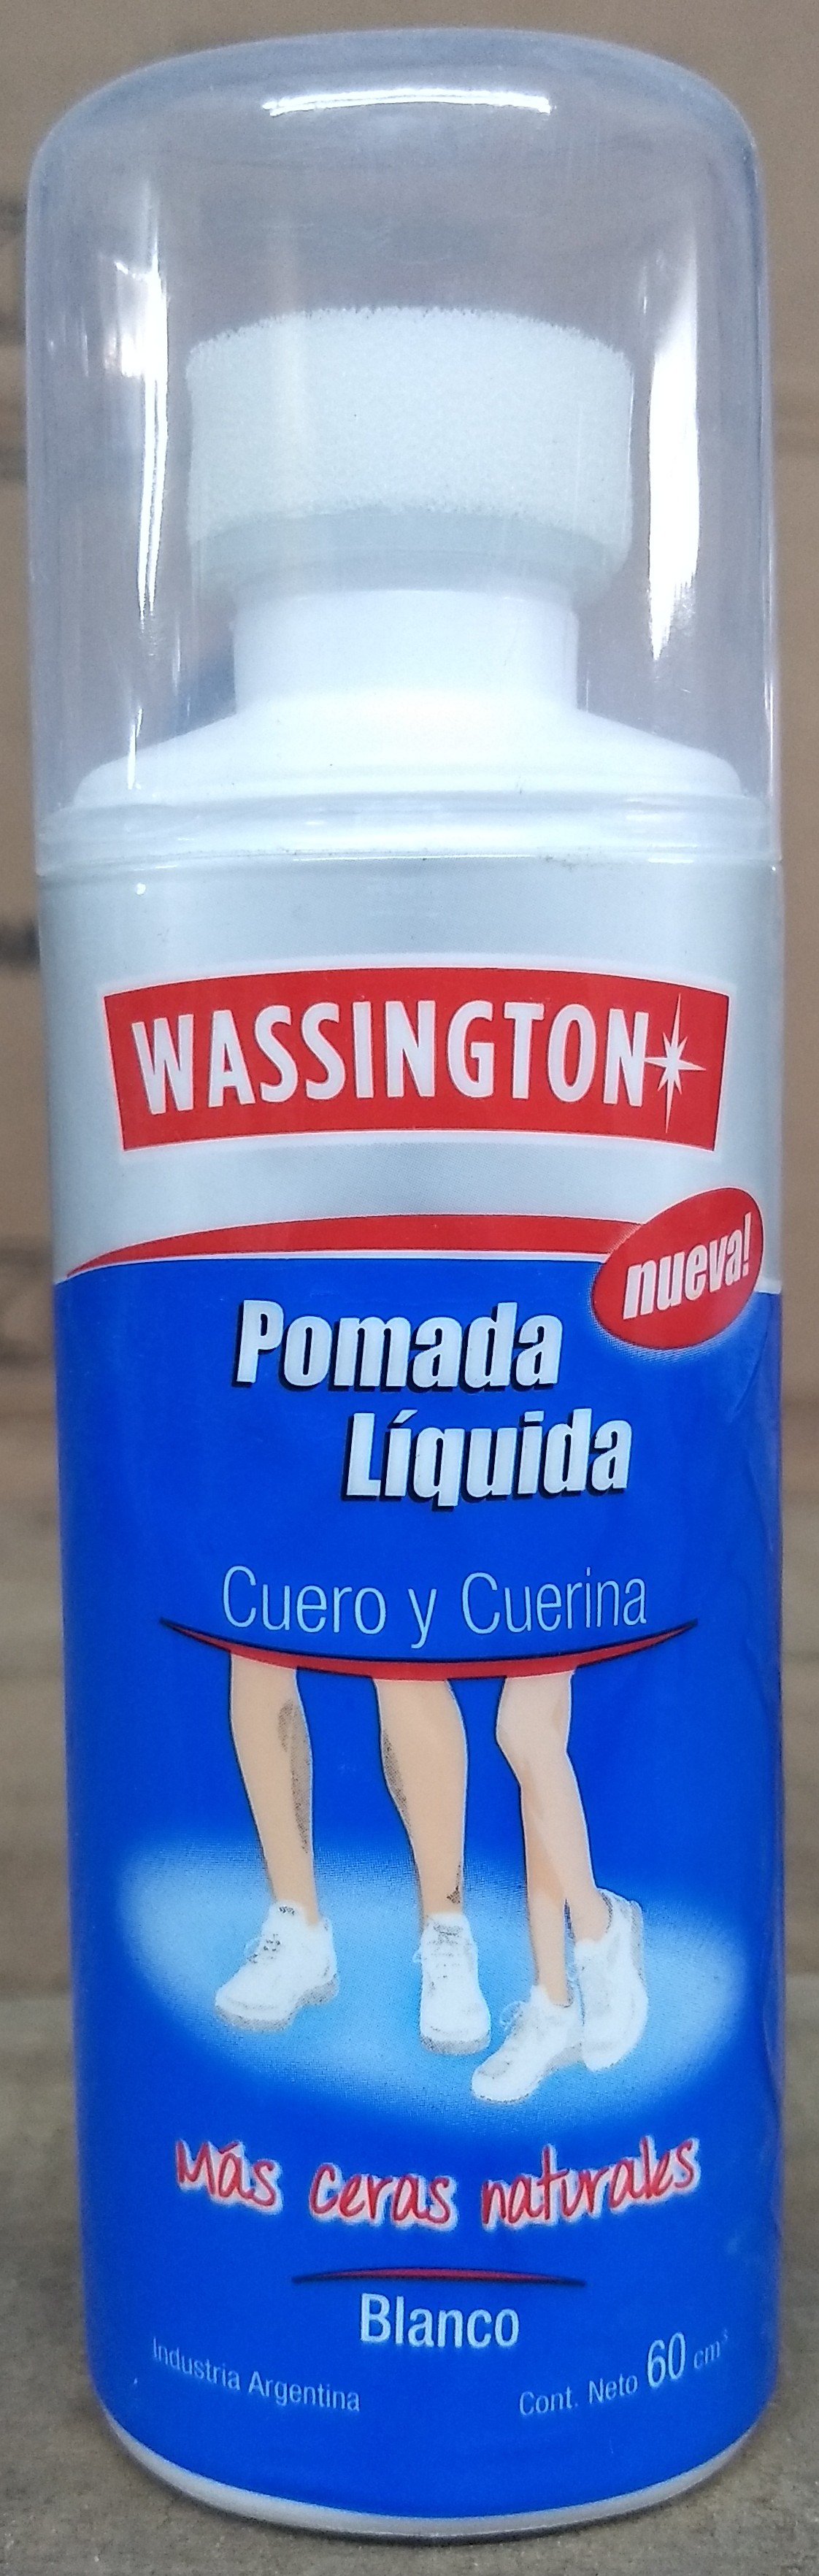 WASSINGTON
nueva!
Pomada
Líquida
Cuero y Cuerina
Más ceras naturales
Blanco
Industria Argentina
Cont. Neto 60 cm³